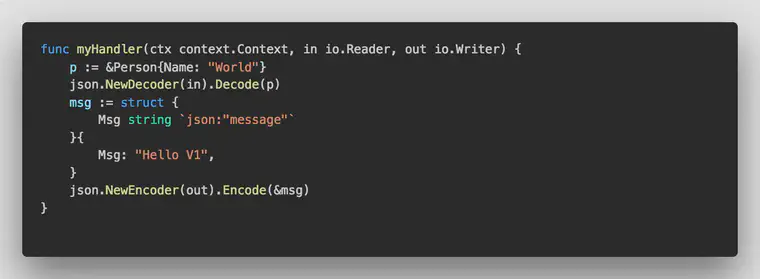 func myHandler(ctx context.Context, in io.Reader, out io.Writer) {
    p := &Person{Name: "World"}
    json.NewDecoder(in).Decode(p)
    msg := struct {
        Msg string `json:"message"`
    }{
        Msg: "Hello V1",
    }
    json.NewEncoder(out).Encode(&msg)
}